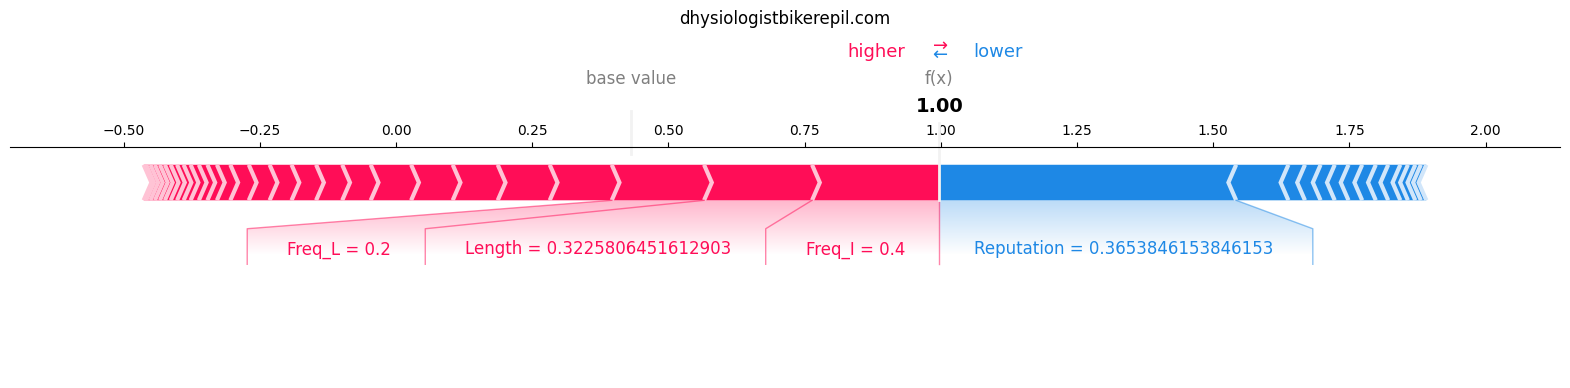 dhysiologistbikerepil.com
higher → ← lower
base value f(x)
1.00
−0.50 −0.25 0.00 0.25 0.50 0.75 1.00 1.25 1.50 1.75 2.00
Freq_L = 0.2 Length = 0.3225806451612903 Freq_I = 0.4 Reputation = 0.3653846153846153